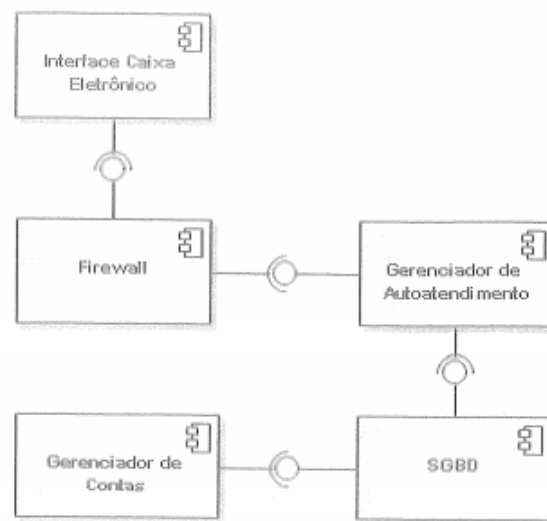 Interface Caixa
Eletrônico
Firewall
Gerenciador de
Autoatendimento
Gerenciador de
Contas
SGBD